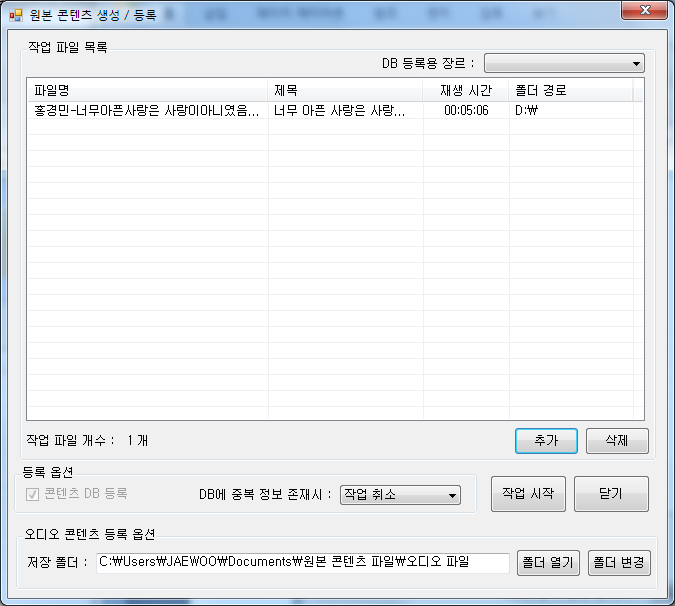 원본 콘텐츠 생성 / 등록
작업 파일 목록
DB 등록용 장르 :
파일명 제목 재생 시간 폴더 경로
홍경민-너무아픈사랑은 사랑이아니였음... 너무 아픈 사랑은 사랑... 00:05:06 D:₩
작업 파일 개수 : 1 개
추가 삭제
등록 옵션
콘텐츠 DB 등록 DB에 중복 정보 존재시 : 작업 취소 작업 시작 닫기
오디오 콘텐츠 등록 옵션
저장 폴더 : C:₩Users₩JAEWOO₩Documents₩원본 콘텐츠 파일₩오디오 파일 폴더 열기 폴더 변경